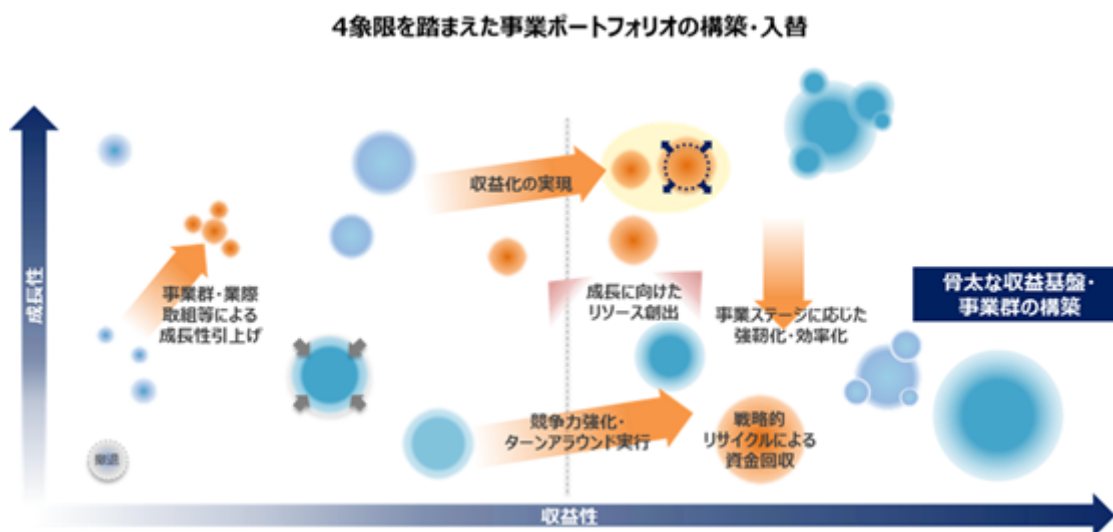 4象限を踏まえた事業ポートフォリオの構築・入替
収益化の実現
成長性
事業群・業際
取組等による
成長性引上げ
成長に向けた
リソース創出
事業ステージに応じた
強靭化・効率化
骨太な収益基盤・
事業群の構築
競争力強化・
ターンアラウンド実行
戦略的
リサイクルによる
資金回収
撤退
収益性